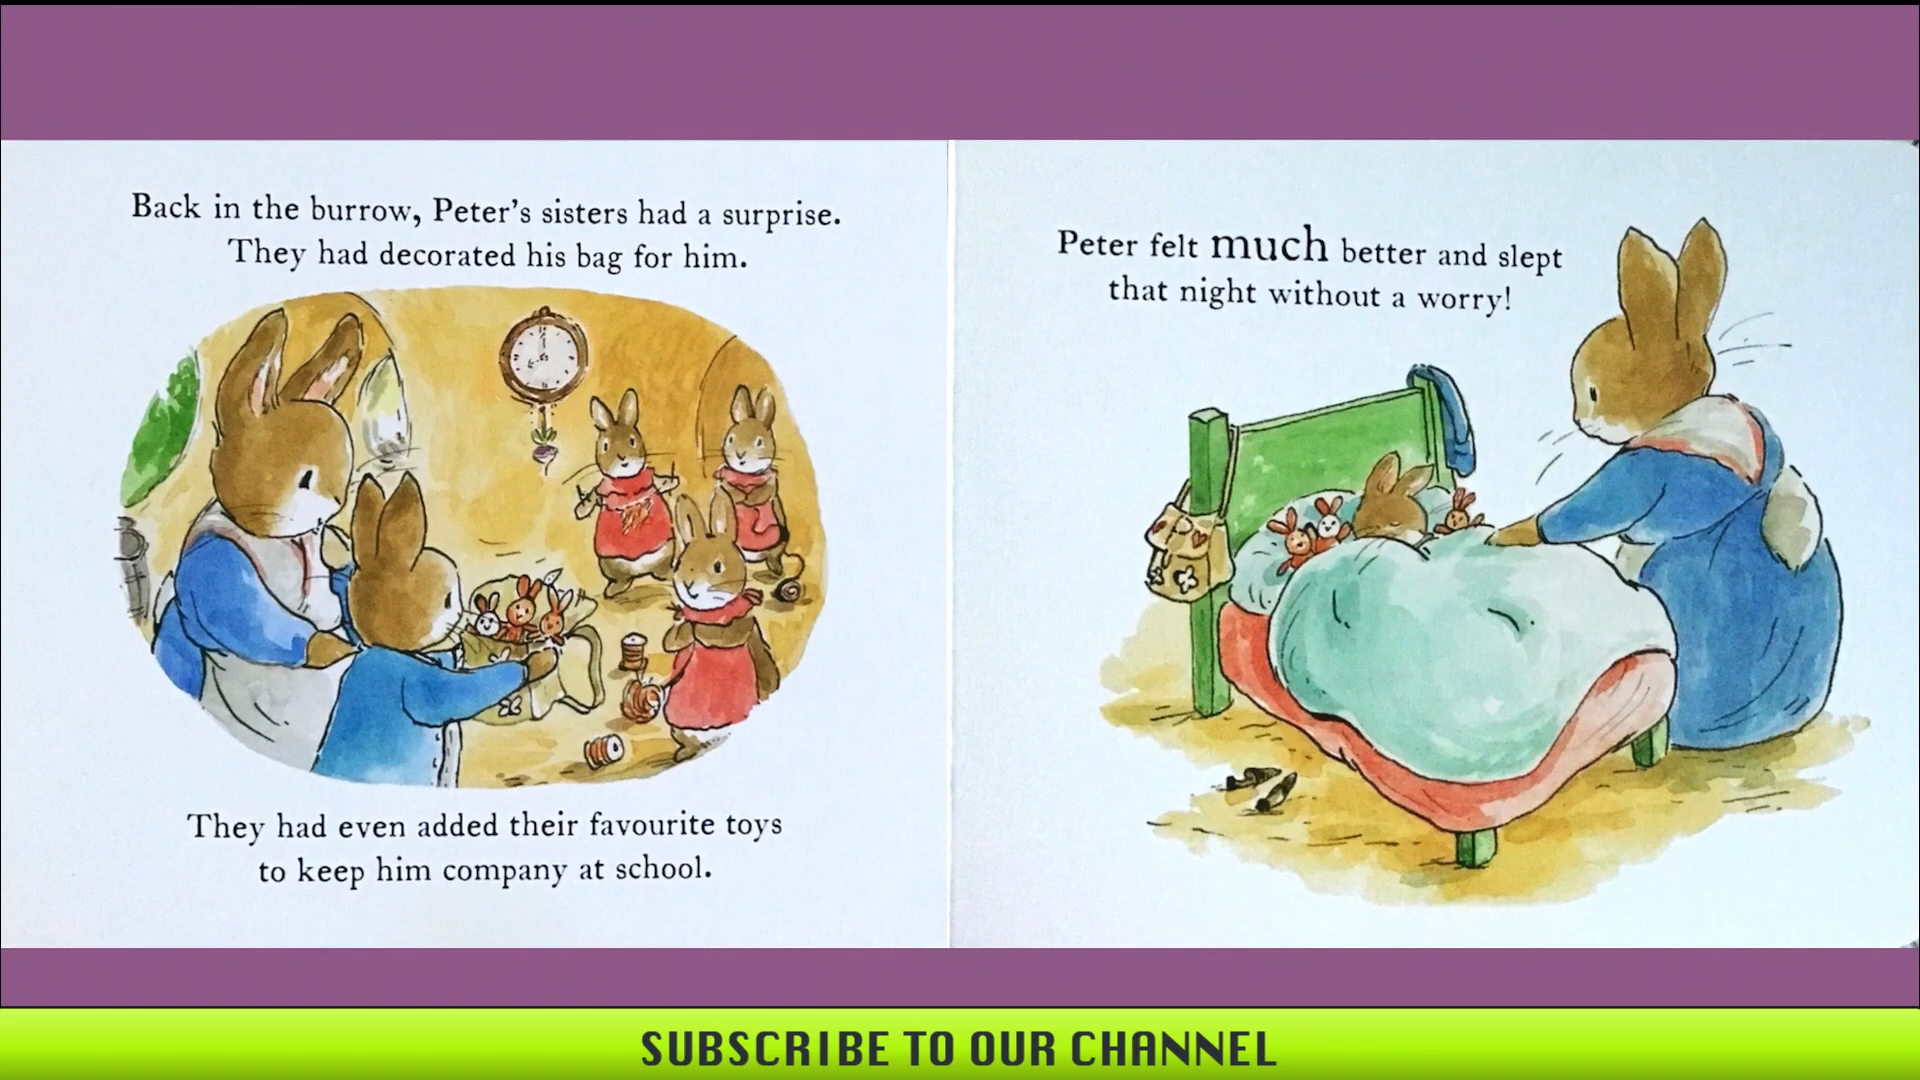 Back in the burrow, Peter's sisters had a surprise.
They had decorated his bag for him.
They had even added their favourite toys
to keep him company at school.
Peter felt much better and slept
that night without a worry!
SUBSCRIBE TO OUR CHANNEL